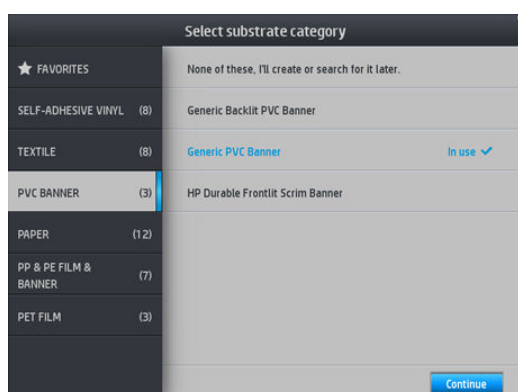 Select substrate category
FAVORITES
SELF-ADHESIVE VINYL (8)
TEXTILE (8)
PVC BANNER (3)
PAPER (12)
PP & PE FILM &
BANNER (7)
PET FILM (3)
None of these, I'll create or search for it later.
Generic Backlit PVC Banner
Generic PVC Banner In use
HP Durable Frontlit Scrim Banner
Continue